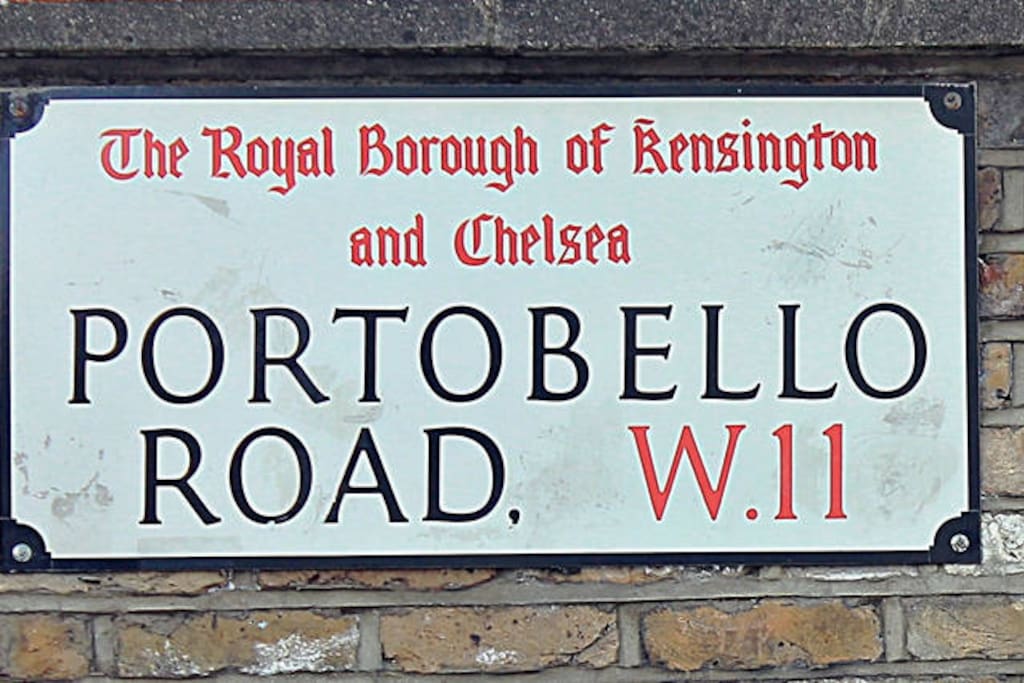 The Royal Borough of Kensington
and Chelsea
PORTOBELLO
ROAD, W.11